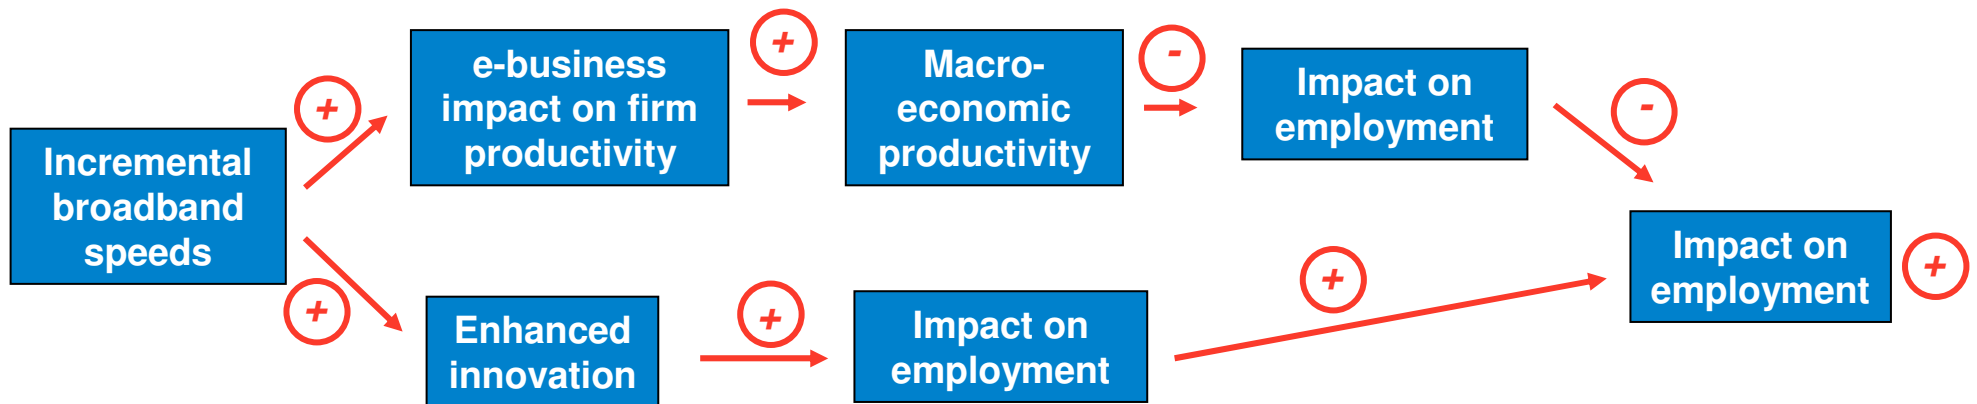 Incremental
broadband
speeds
+
e-business
impact on firm
productivity
+
Macro-
economic
productivity
-
Impact on
employment
-
+
Enhanced
innovation
+
Impact on
employment
+
Impact on
employment
+